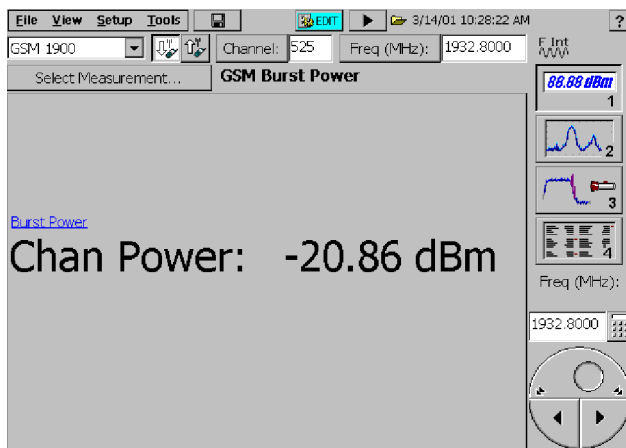 File View Setup Tools EDIT 3/14/01 10:28:22 AM ?
GSM 1900 Channel: 525 Freq (MHz): 1932.8000 F Int
Select Measurement... GSM Burst Power
88.88 dBm
1
2
3
4
Burst Power
Chan Power: -20.86 dBm
Freq (MHz):
1932.8000